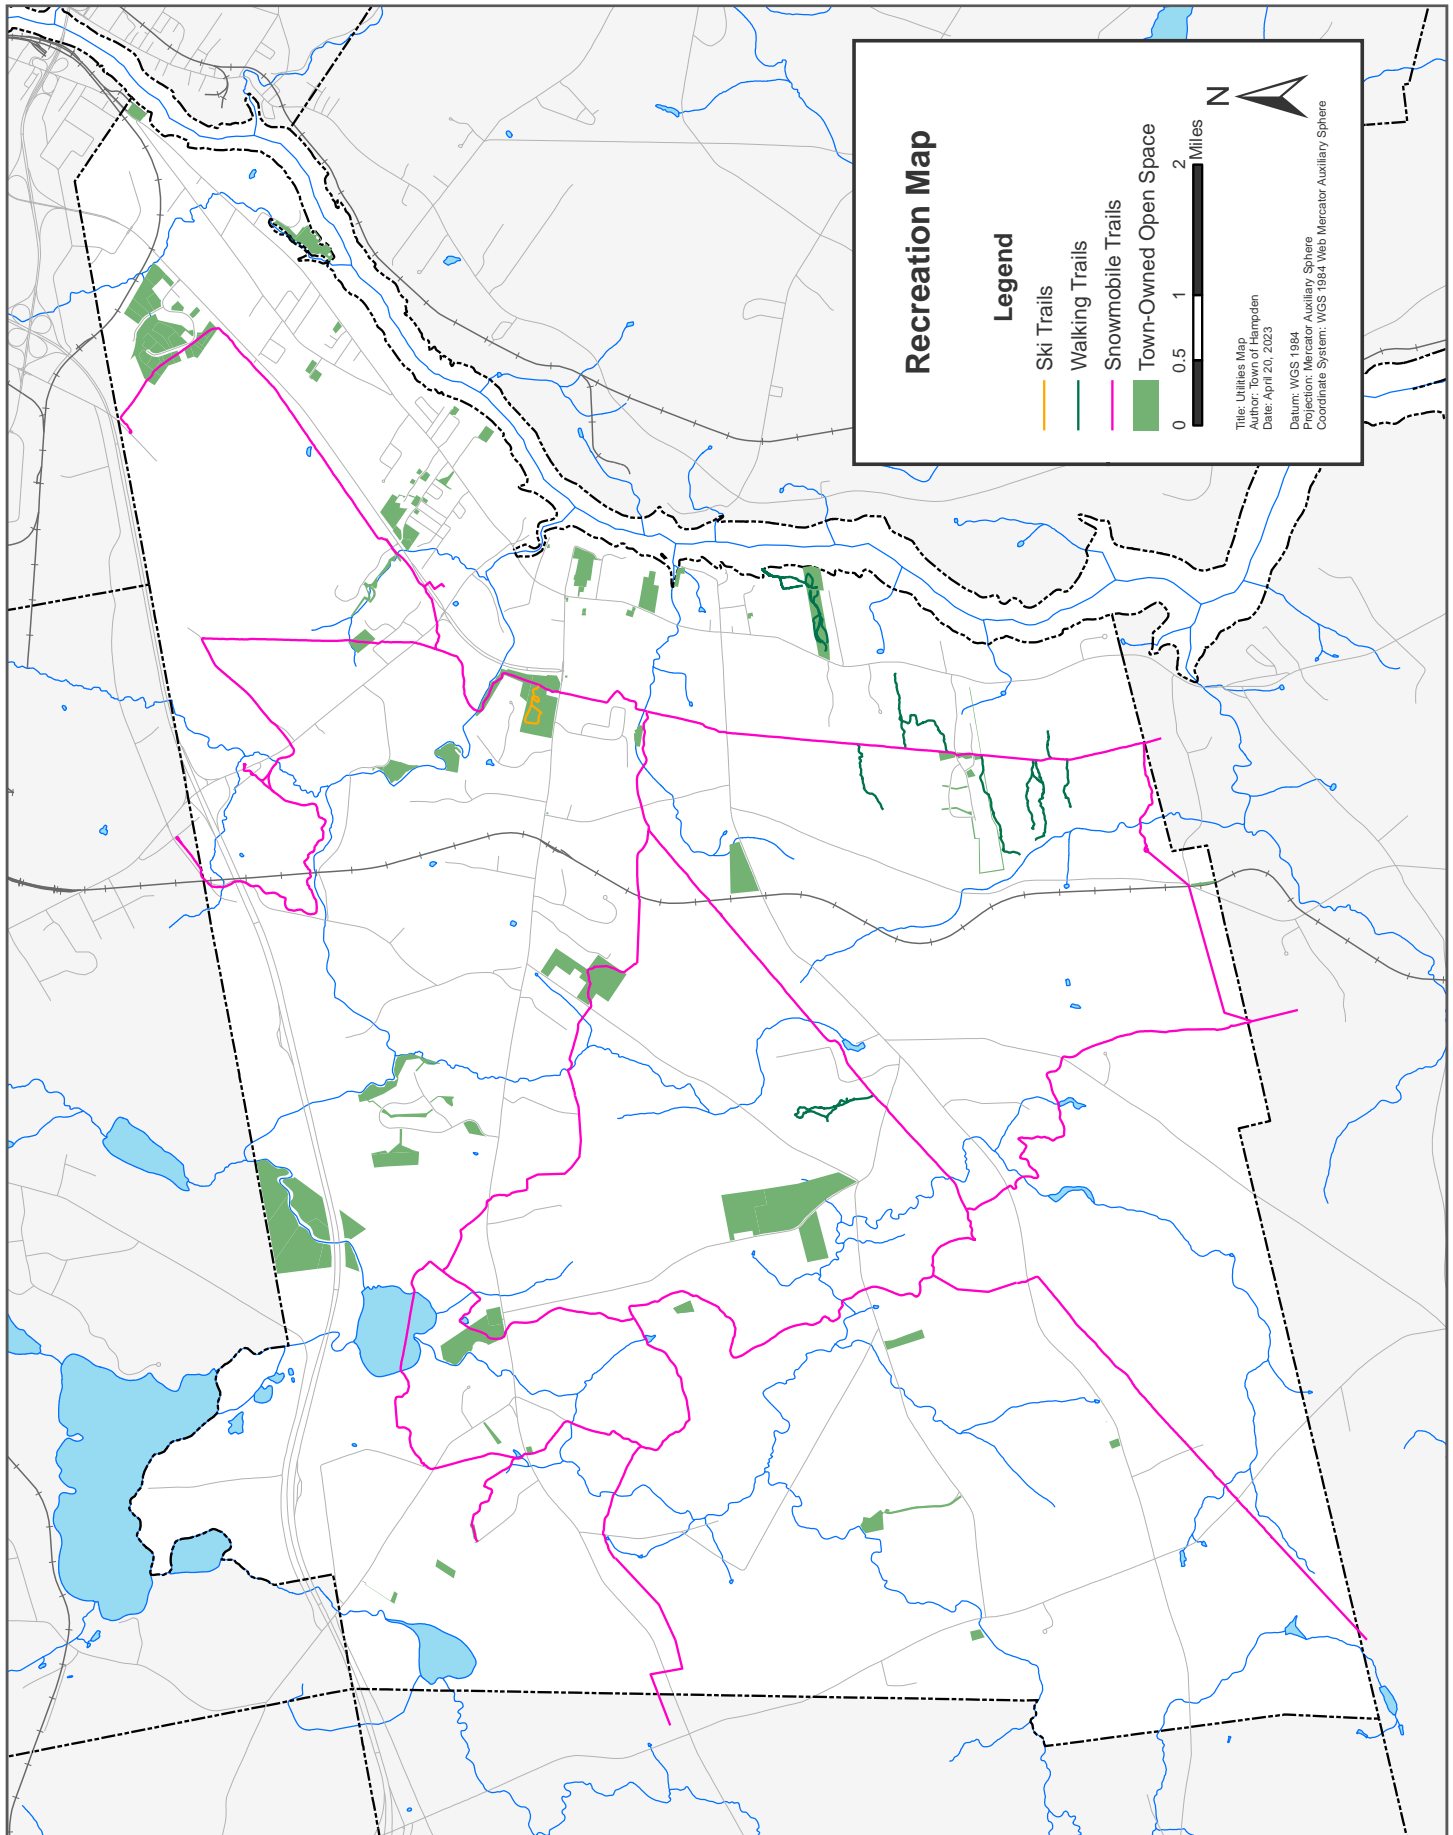 Recreation Map
Legend
Ski Trails
Walking Trails
Snowmobile Trails
Town-Owned Open Space
0 0.5 1 2
Miles
N
Title: Utilities Map
Author: Town of Hampden
Date: April 20, 2023
Datum: WGS 1984
Projection: Mercator Auxiliary Sphere
Coordinate System: WGS 1984 Web Mercator Auxiliary Sphere